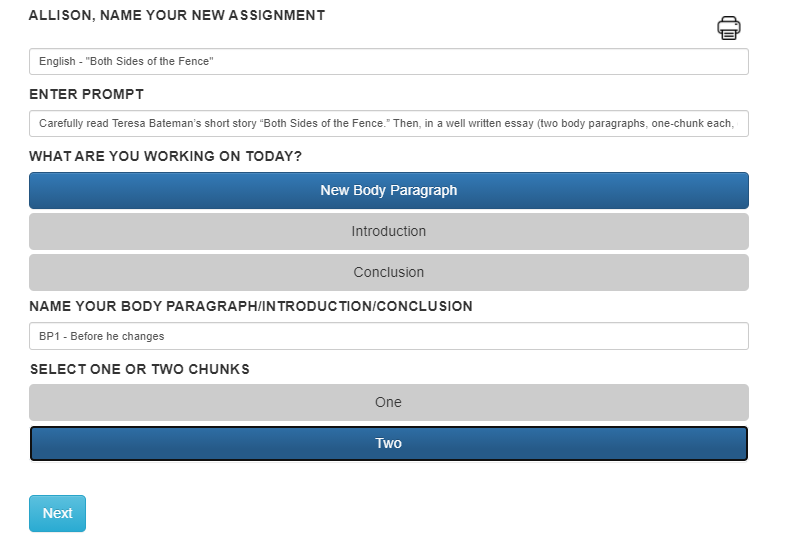 ALLISON, NAME YOUR NEW ASSIGNMENT
English - "Both Sides of the Fence"
ENTER PROMPT
Carefully read Teresa Bateman's short story “Both Sides of the Fence.” Then, in a well written essay (two body paragraphs, one-chunk each,
WHAT ARE YOU WORKING ON TODAY?
New Body Paragraph
Introduction
Conclusion
NAME YOUR BODY PARAGRAPH/INTRODUCTION/CONCLUSION
BP1 - Before he changes
SELECT ONE OR TWO CHUNKS
One
Two
Next